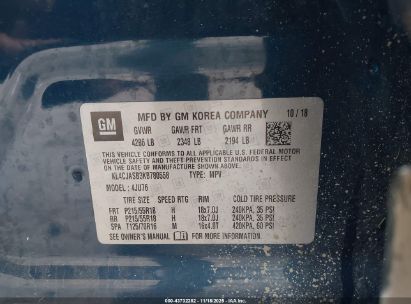 GM
MFD BY GM KOREA COMPANY 10/18
GVWR GAWR FRT GAWR RR
4286 LB 2348 LB 2194 LB
THIS VEHICLE CONFORMS TO ALL APPLICABLE U.S. FEDERAL MOTOR
VEHICLE SAFETY AND THEFT PREVENTION STANDARDS IN EFFECT
ON THE DATE OF MANUFACTURE SHOWN ABOVE.
TYPE: MPV
MODEL: 4JU76
TIRE SIZE SPEED RTG RIM COLD TIRE PRESSURE
FRT P215/55R18 H 18x7.0J 240KPA, 35 PSI
RR P215/55R18 H 18x7.0J 240KPA, 35 PSI
SPA T125/70R16 M 16x4.0T 420KPA, 60 PSI
SEE OWNER'S MANUAL FOR MORE INFORMATION.